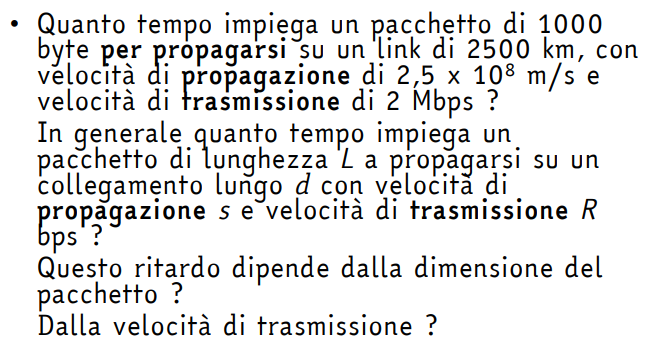 • Quanto tempo impiega un pacchetto di 1000
byte per propagarsi su un link di 2500 km, con
velocità di propagazione di 2,5 x 10⁸ m/s e
velocità di trasmissione di 2 Mbps ?
In generale quanto tempo impiega un
pacchetto di lunghezza L a propagarsi su un
collegamento lungo d con velocità di
propagazione s e velocità di trasmissione R
bps ?
Questo ritardo dipende dalla dimensione del
pacchetto ?
Dalla velocità di trasmissione ?